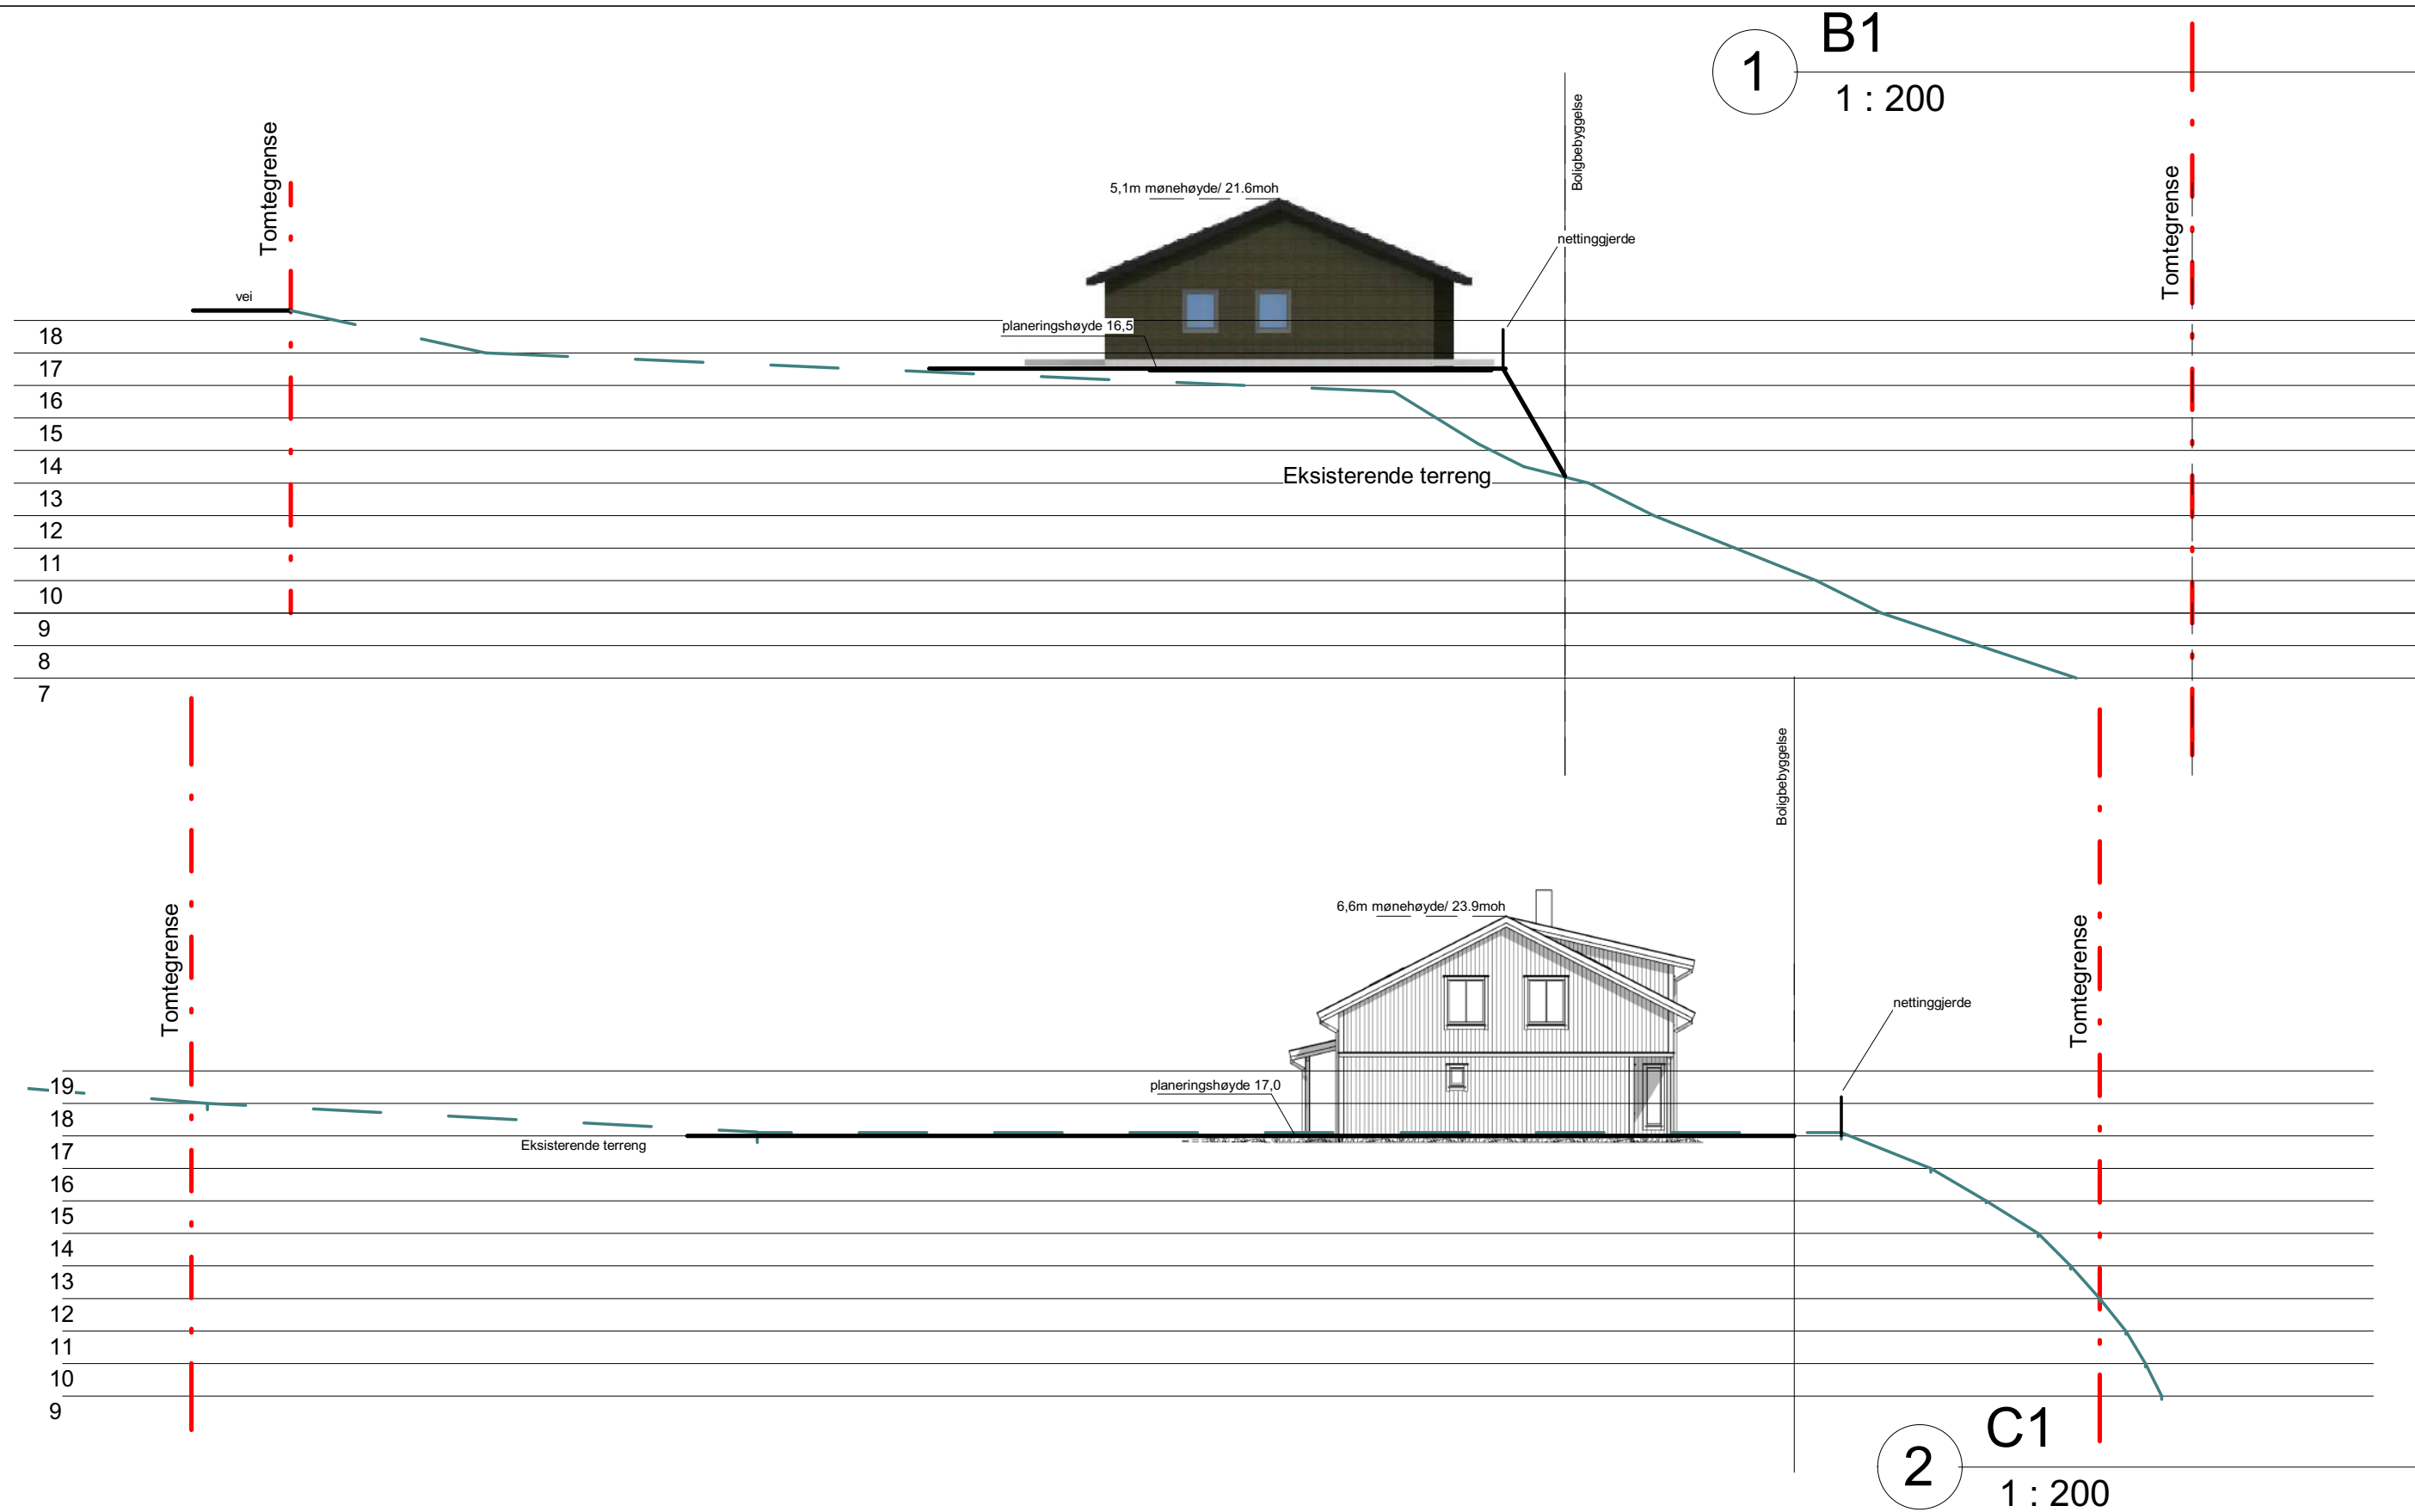 B1
1
1 : 200
Tomtegrense
Boligbebyggelse
Tomtegrense
5,1m mønehøyde/ 21.6moh
nettinggjerde
vei
planeringshøyde 16,5
18
17
16
15
14
Eksisterende terreng
13
12
11
10
9
8
7
Boligbebyggelse
Tomtegrense
6,6m mønehøyde/ 23.9moh
Tomtegrense
nettinggjerde
19
planeringshøyde 17,0
18
Eksisterende terreng
17
16
15
14
13
12
11
10
9
C1
2
1 : 200